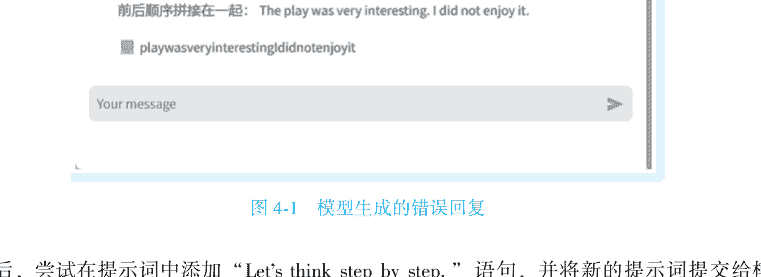 前后顺序拼接在一起： The play was very interesting. I did not enjoy it.
playwasveryinterestingIdidnotenjoyit
Your message
图 4-1 模型生成的错误回复
后，尝试在提示词中添加“Let's think step by step.”语句，并将新的提示词提交给模